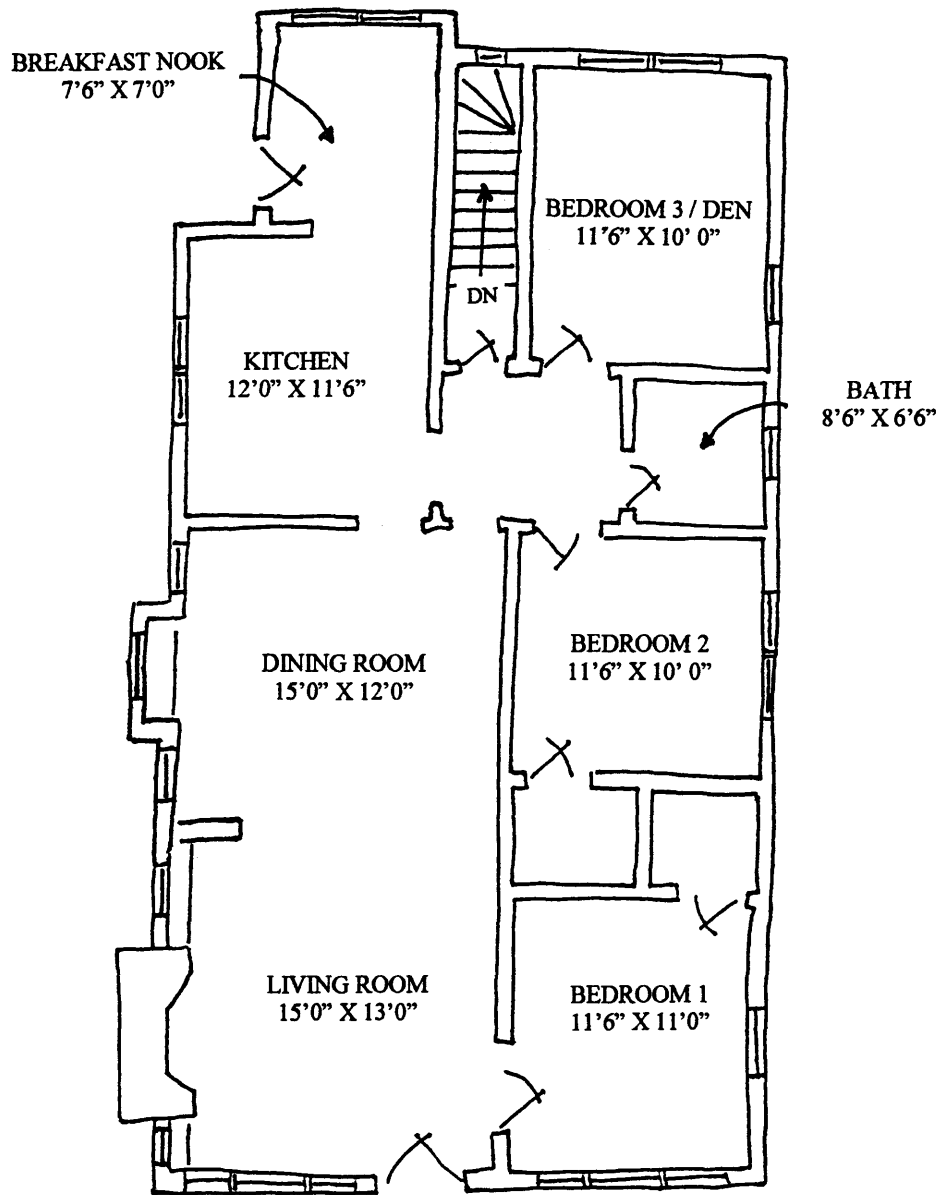 BREAKFAST NOOK
7'6” X 7'0”
BEDROOM 3 / DEN
11'6” X 10' 0”
DN
KITCHEN
12'0” X 11'6”
BATH
8'6” X 6'6”
DINING ROOM
15'0” X 12'0”
BEDROOM 2
11'6” X 10' 0”
LIVING ROOM
15'0” X 13'0”
BEDROOM 1
11'6” X 11'0”